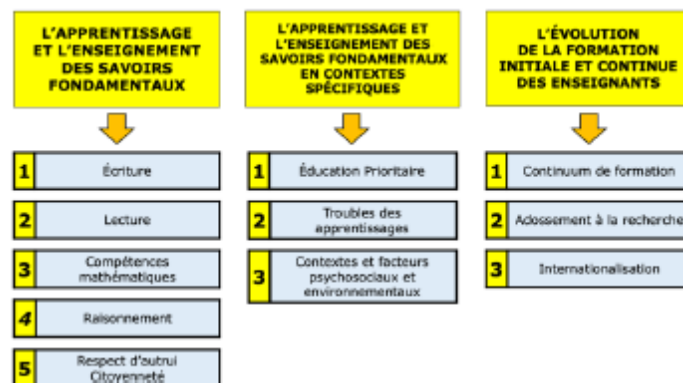 L'APPRENTISSAGE
ET L'ENSEIGNEMENT
DES SAVOIRS
FONDAMENTAUX
1 Écriture
2 Lecture
3 Compétences
mathématiques
4 Raisonnement
5 Respect d'autrui
Citoyenneté
L'APPRENTISSAGE ET
L'ENSEIGNEMENT DES
SAVOIRS FONDAMENTAUX
EN CONTEXTES
SPÉCIFIQUES
1 Éducation Prioritaire
2 Troubles des
apprentissages
3 Contextes et facteurs
psychosociaux et
environnementaux
L'ÉVOLUTION
DE LA FORMATION
INITIALE ET CONTINUE
DES ENSEIGNANTS
1 Continuum de formation
2 Adossement à la recherche
3 Internationalisation